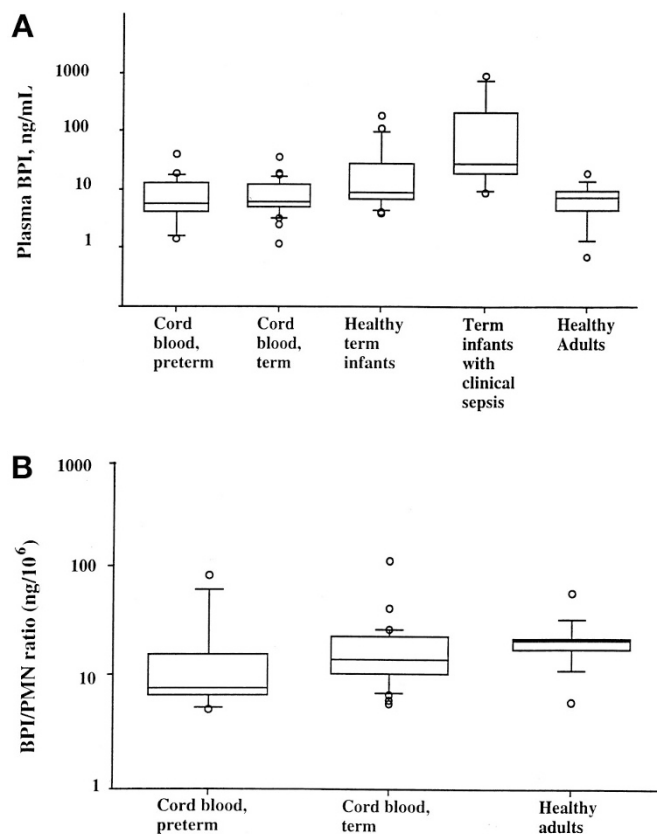 A
Plasma BPI, ng/mL
1000
100
10
1
Cord
blood,
preterm
Cord
blood,
term
Healthy
term
infants
Term
infants
with
clinical
sepsis
Healthy
Adults
B
BPI/PMN ratio (ng/10⁶)
1000
100
10
1
Cord blood,
preterm
Cord blood,
term
Healthy
adults